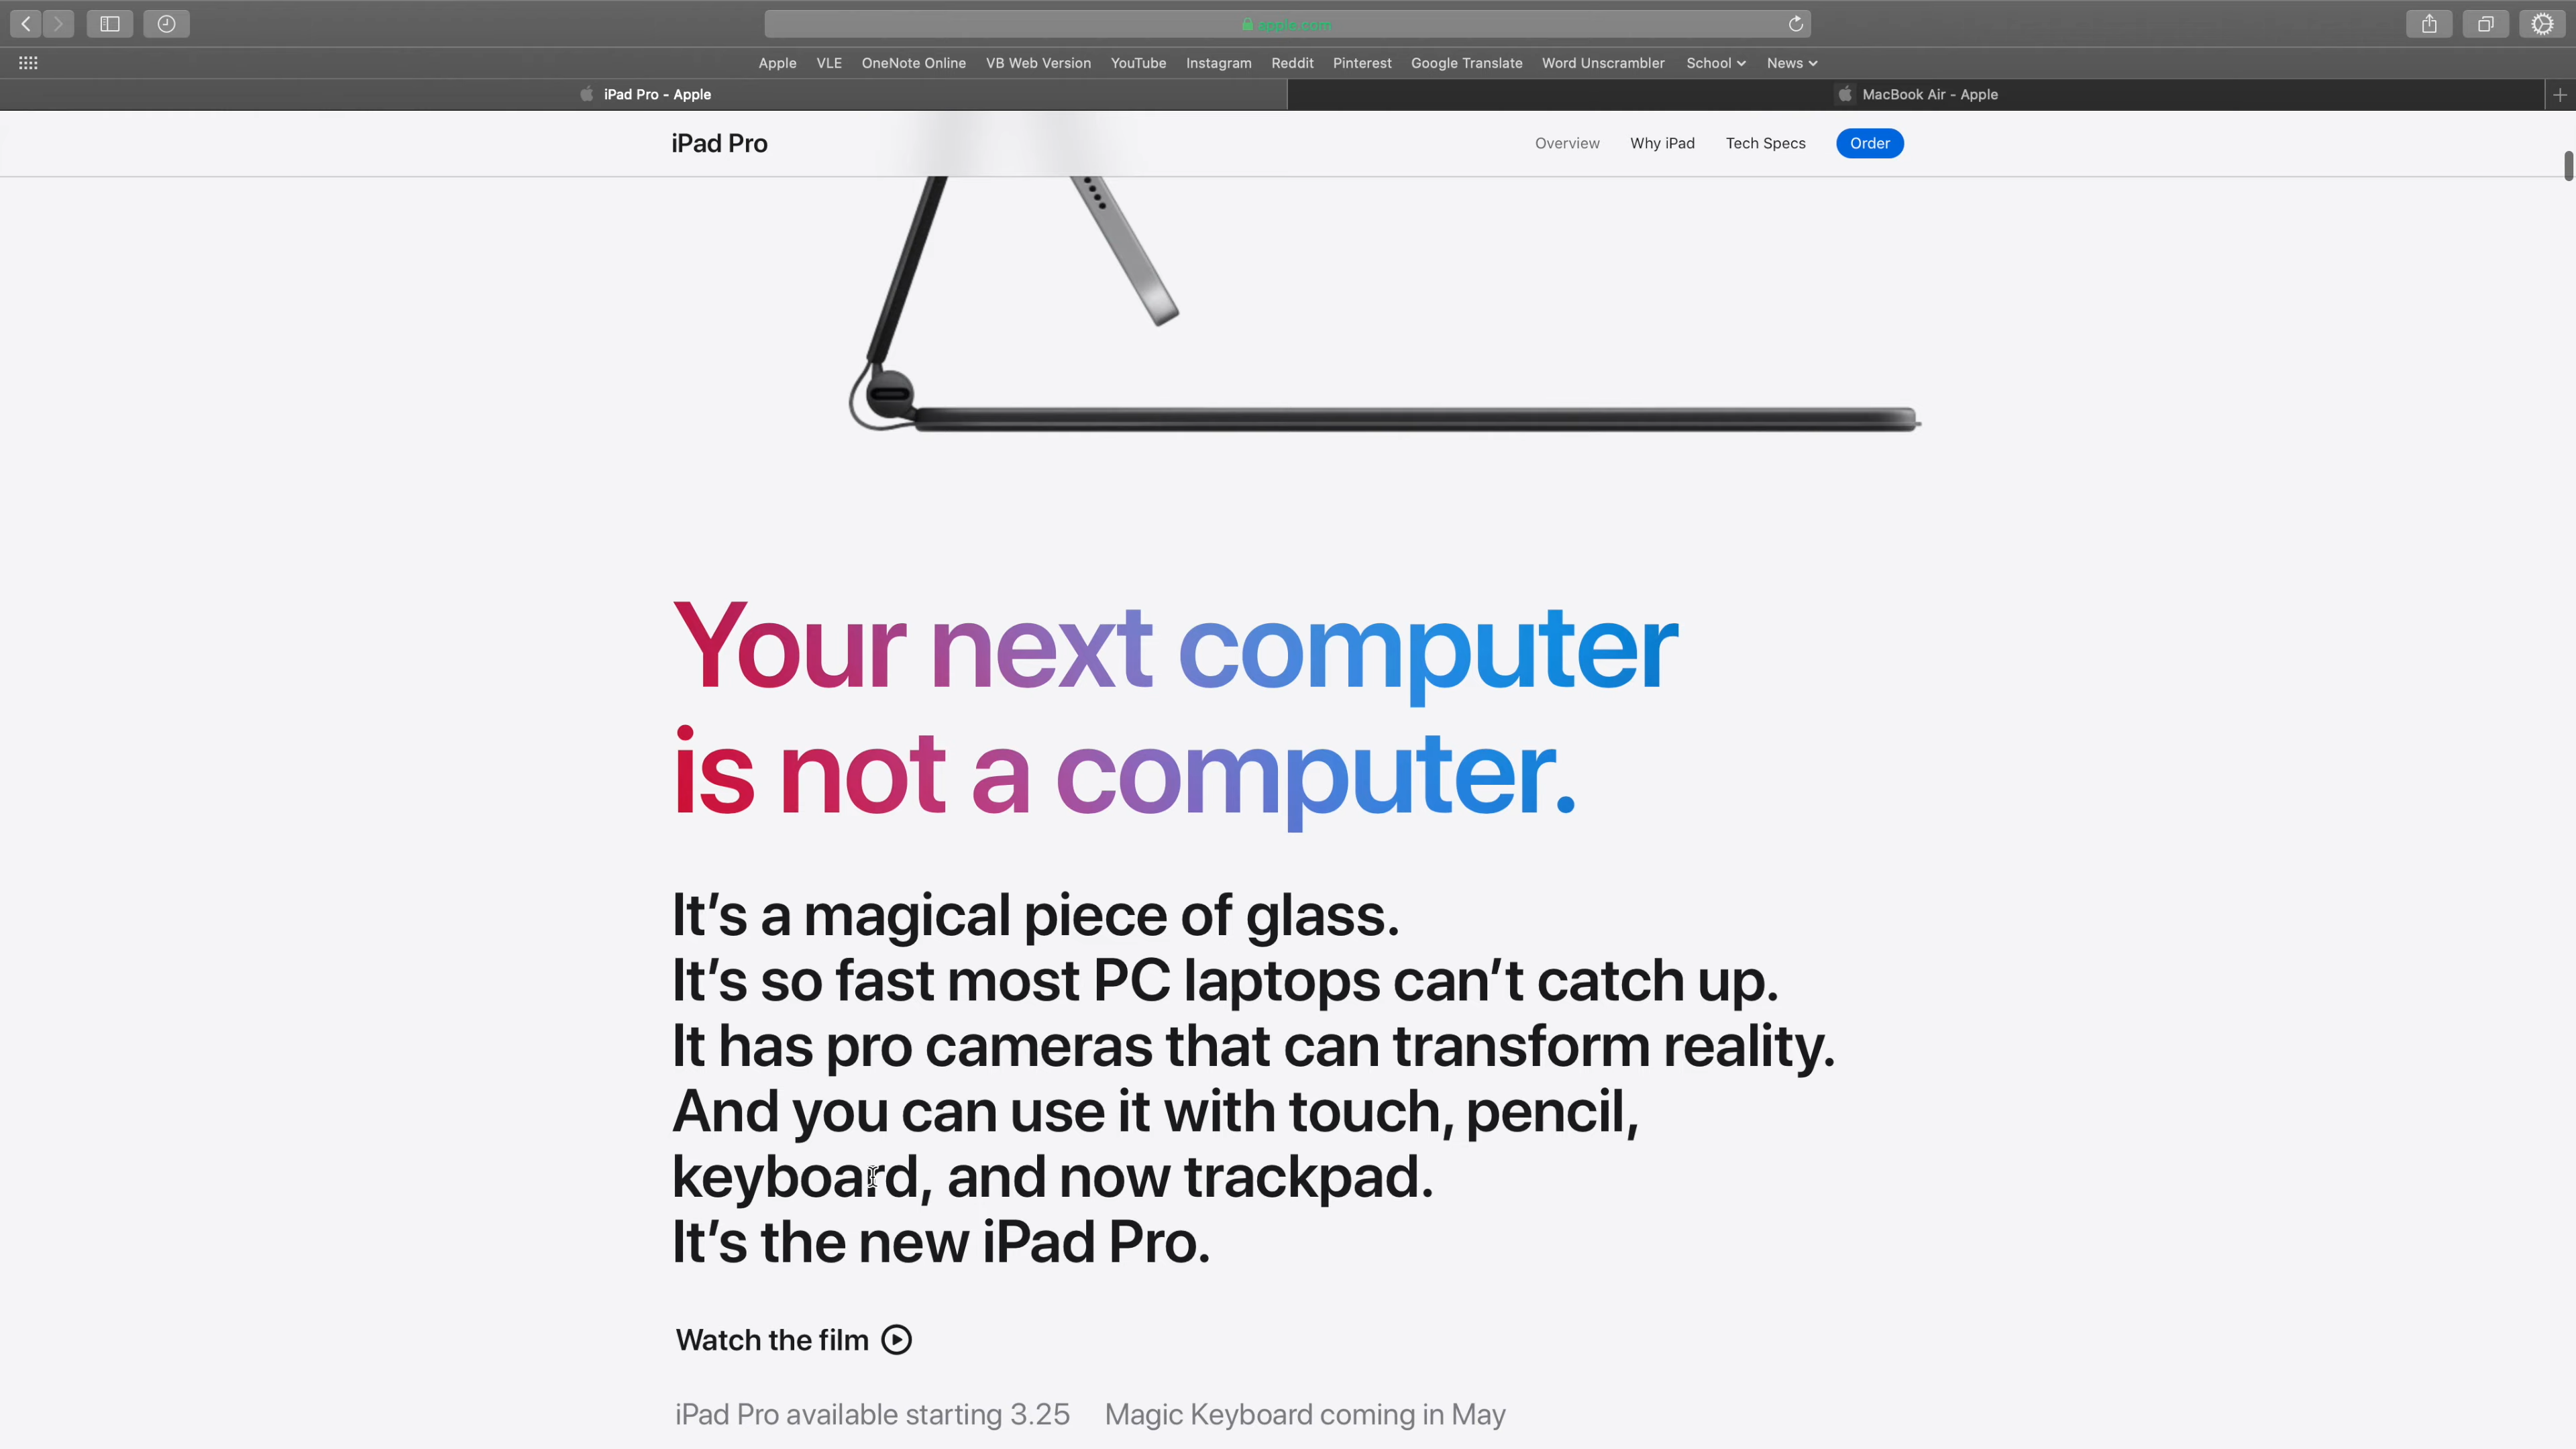 apple.com
Apple VLE OneNote Online VB Web Version YouTube Instagram Reddit Pinterest Google Translate Word Unscrambler School News
iPad Pro - Apple
MacBook Air - Apple
iPad Pro
Overview Why iPad Tech Specs Order
Your next computer
is not a computer.
It’s a magical piece of glass.
It’s so fast most PC laptops can’t catch up.
It has pro cameras that can transform reality.
And you can use it with touch, pencil,
keyboard, and now trackpad.
It’s the new iPad Pro.
Watch the film
iPad Pro available starting 3.25 Magic Keyboard coming in May